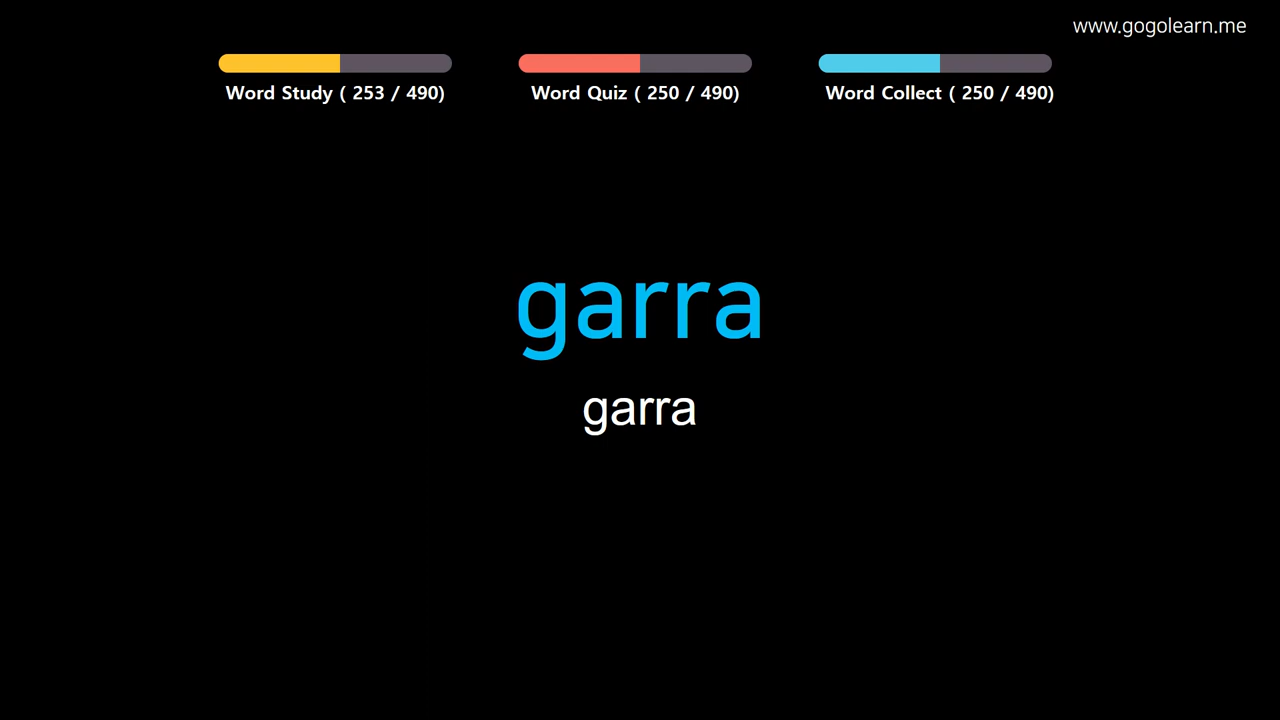 www.gogolearn.me
Word Study ( 253 / 490)
Word Quiz ( 250 / 490)
Word Collect ( 250 / 490)
garra
garra